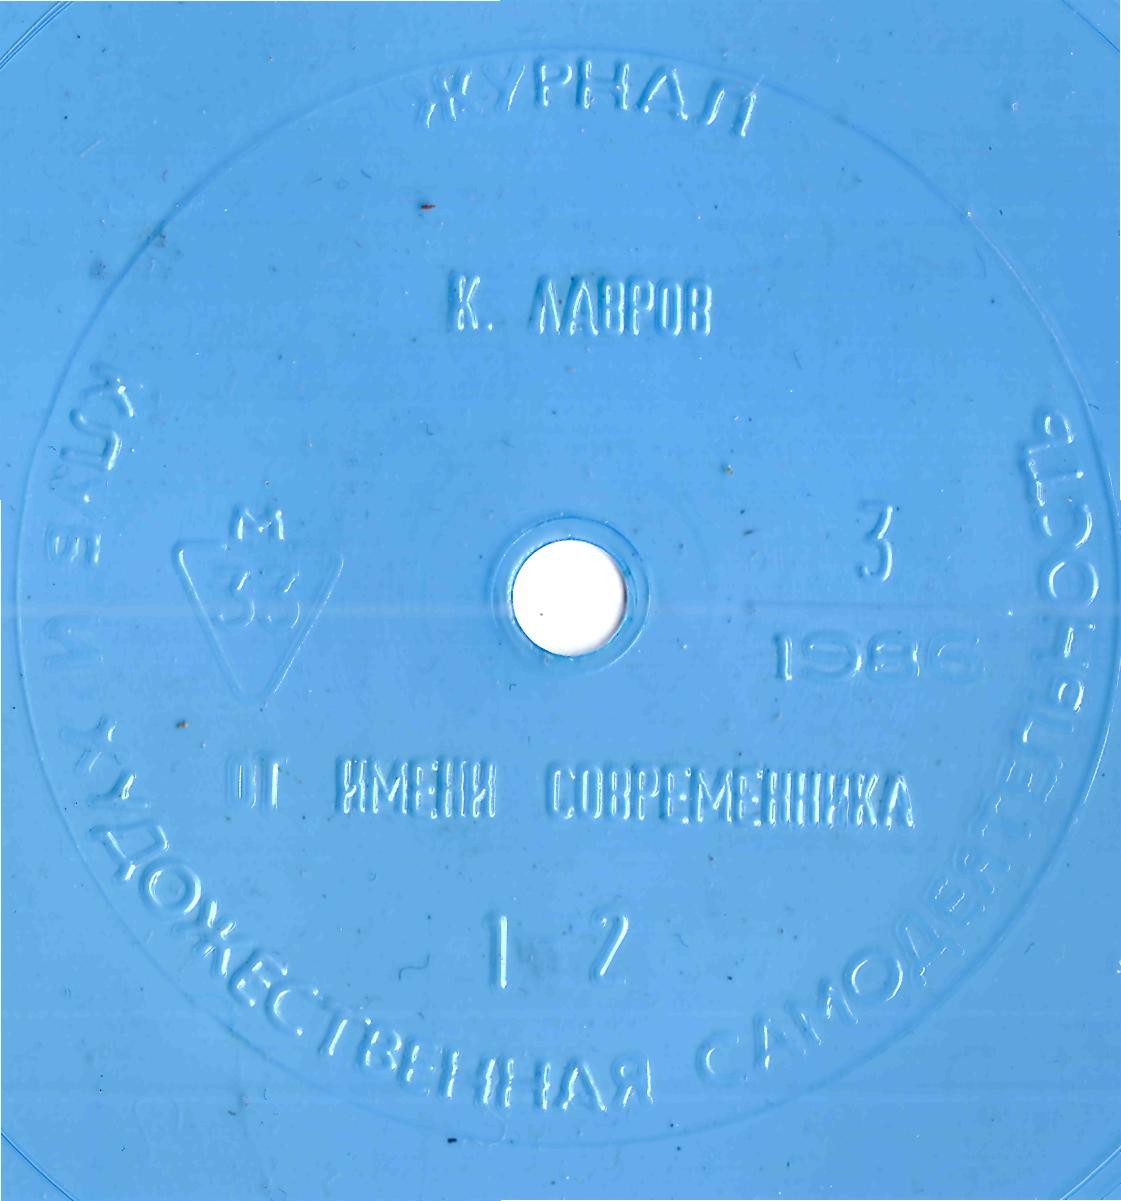 ЖУРНАЛ
КЛУБ И ХУДОЖЕСТВЕННАЯ САМОДЕЯТЕЛЬНОСТЬ
К. ЛАВРОВ
М
33
3
1986
ОТ ИМЕНИ СОВРЕМЕННИКА
1 2